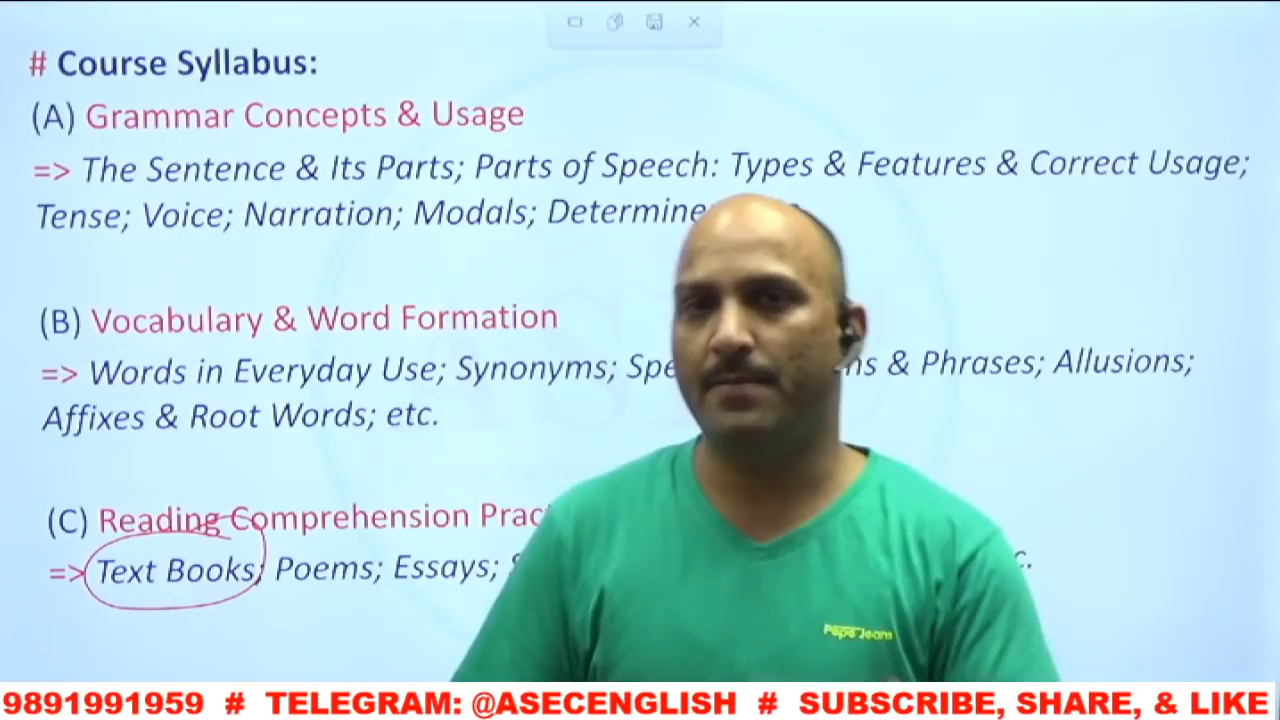 # Course Syllabus:
(A) Grammar Concepts & Usage
=> The Sentence & Its Parts; Parts of Speech: Types & Features & Correct Usage;
Tense; Voice; Narration; Modals;
(B) Vocabulary & Word Formation
=> Words in Everyday Use; Synonyms; & Phrases; Allusions;
Affixes & Root Words; etc.
(C) Reading Comprehension
=> Text Books; Poems; Essays;
Pepe Jeans
9891991959 # TELEGRAM: @ASECENGLISH # SUBSCRIBE, SHARE, & LIKE